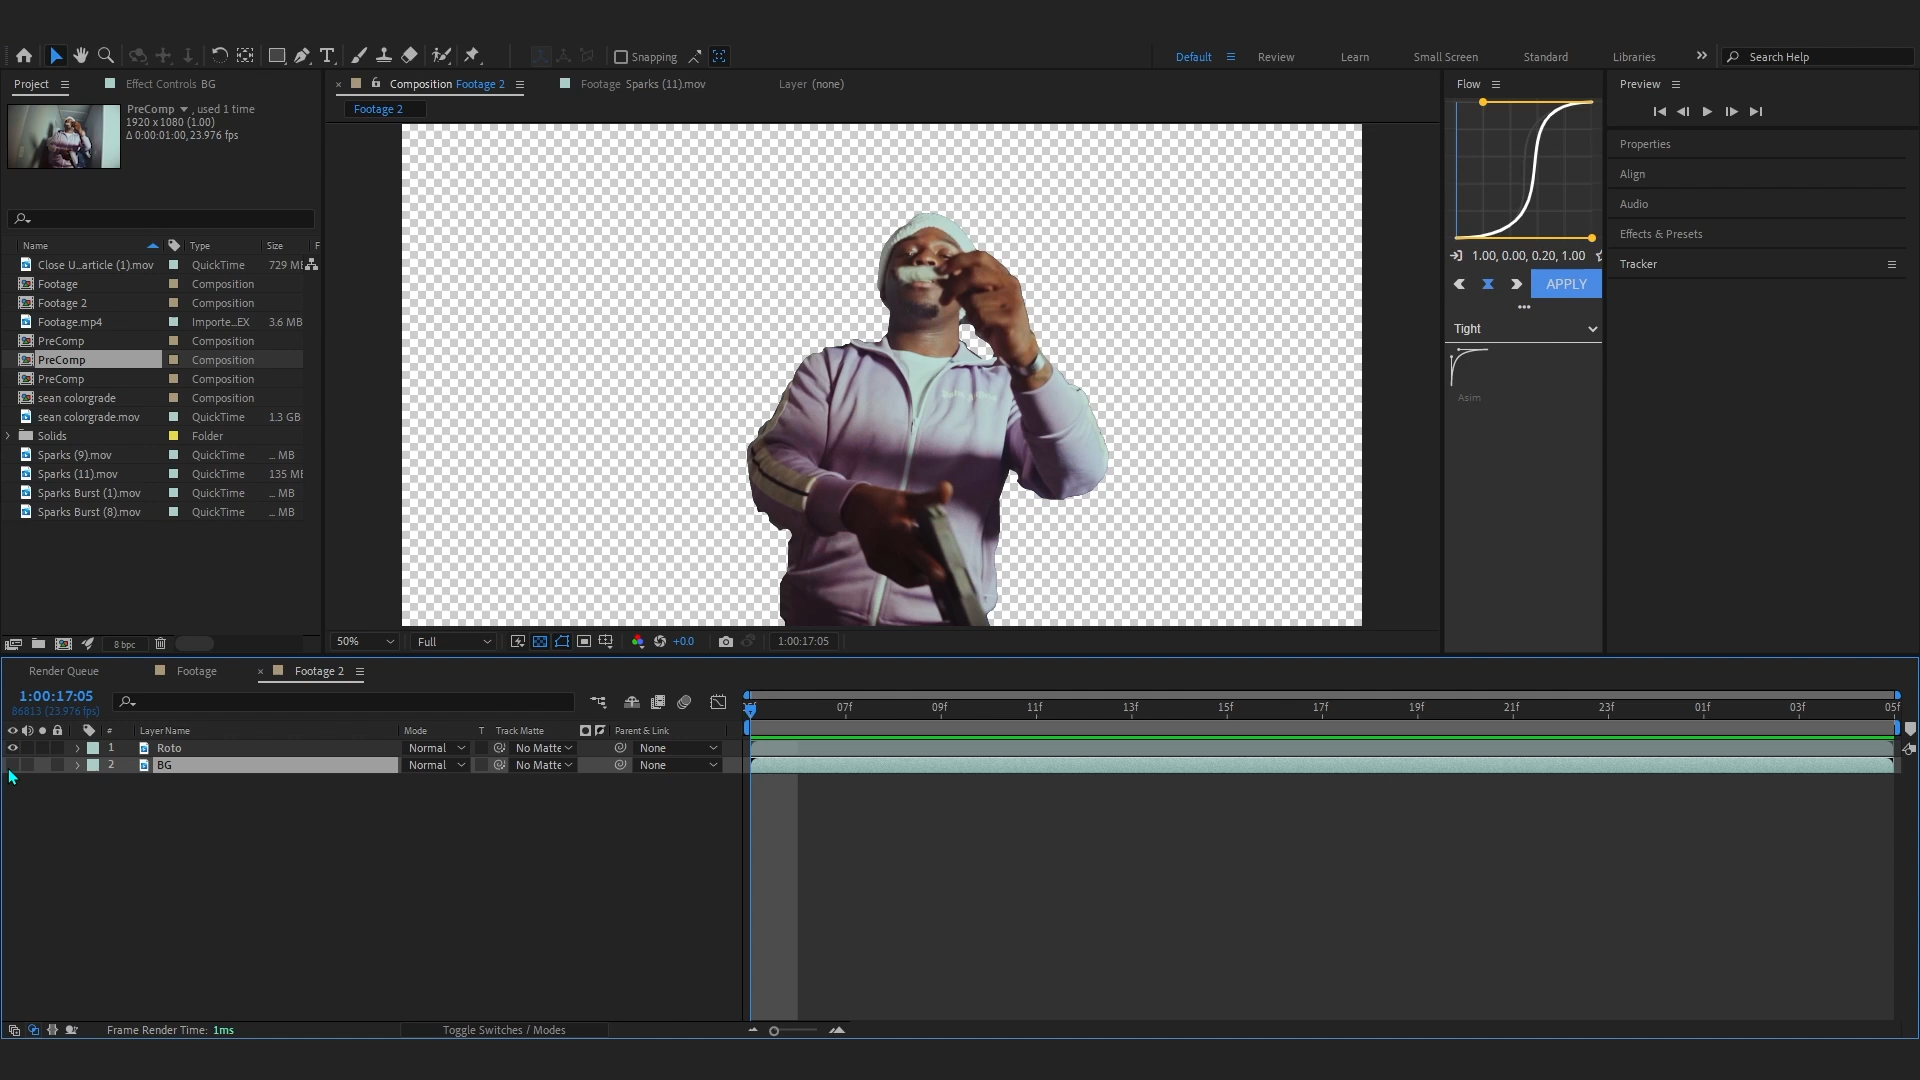 Snapping
Default
Review
Learn
Small Screen
Standard
Libraries
Search Help
Project
Effect Controls BG
Composition Footage 2
Footage Sparks (11).mov
Layer (none)
Flow
Preview
PreComp , used 1 time
1920 x 1080 (1.00)
Δ 0:00:01:00, 23.976 fps
Footage 2
Properties
Align
Audio
Effects & Presets
Tracker
Name Type Size F
Close U...article (1).mov QuickTime 729 ME
Footage Composition
Footage 2 Composition
Footage.mp4 Importe...EX 3.6 MB
PreComp Composition
PreComp Composition
PreComp Composition
sean colorgrade Composition
sean colorgrade.mov QuickTime 1.3 GB
Solids Folder
Sparks (9).mov QuickTime ... MB
Sparks (11).mov QuickTime 135 ME
Sparks Burst (1).mov QuickTime ... MB
Sparks Burst (8).mov QuickTime ... MB
8 bpc
1.00, 0.00, 0.20, 1.00
APPLY
Tight
Asim
50%
Full
+0.0
1:00:17:05
Render Queue
Footage
Footage 2
1:00:17:05
86813 (23.976 fps)
07f 09f 11f 13f 15f 17f 19f 21f 23f 01f 03f 05f
# Layer Name Mode T Track Matte Parent & Link
1 Roto Normal No Matte None
2 BG Normal No Matte None
Frame Render Time: 1ms
Toggle Switches / Modes